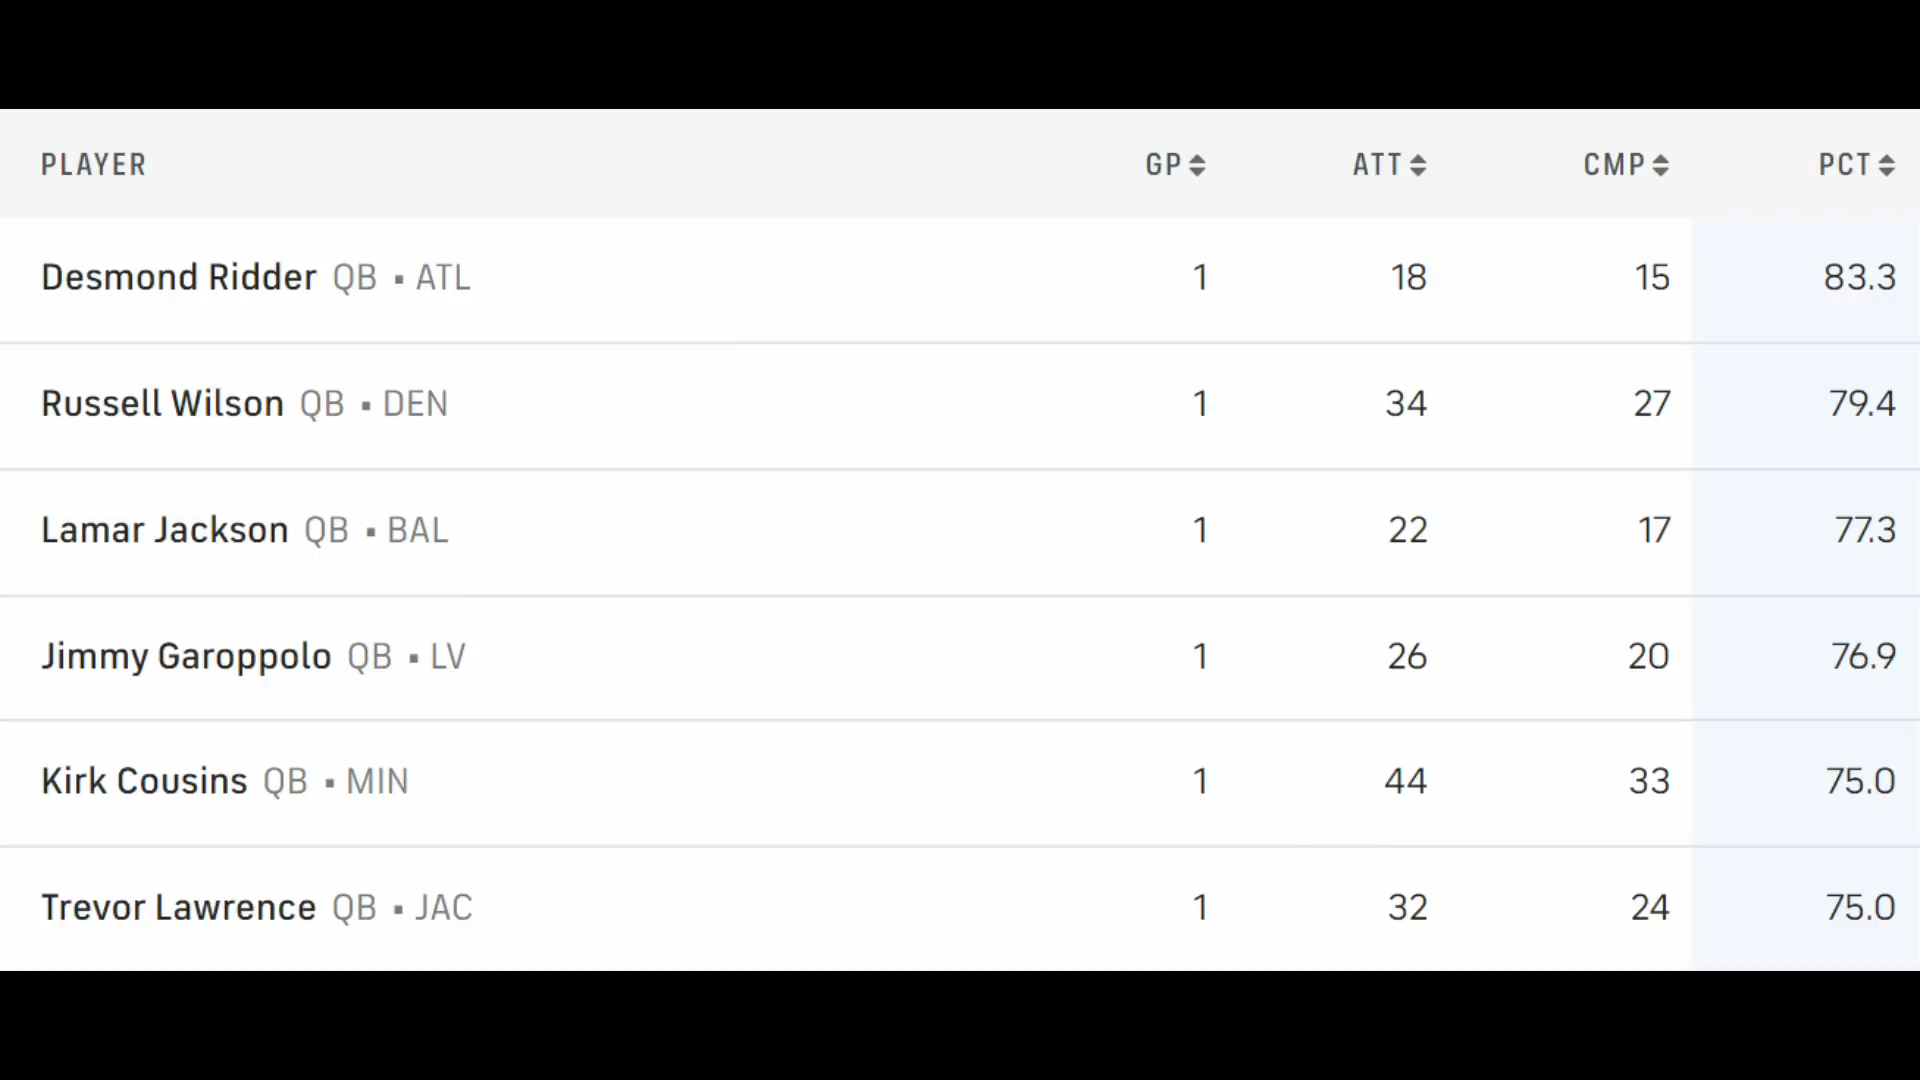 PLAYER GP ATT CMP PCT
Desmond Ridder QB ▪ ATL 1 18 15 83.3
Russell Wilson QB ▪ DEN 1 34 27 79.4
Lamar Jackson QB ▪ BAL 1 22 17 77.3
Jimmy Garoppolo QB ▪ LV 1 26 20 76.9
Kirk Cousins QB ▪ MIN 1 44 33 75.0
Trevor Lawrence QB ▪ JAC 1 32 24 75.0